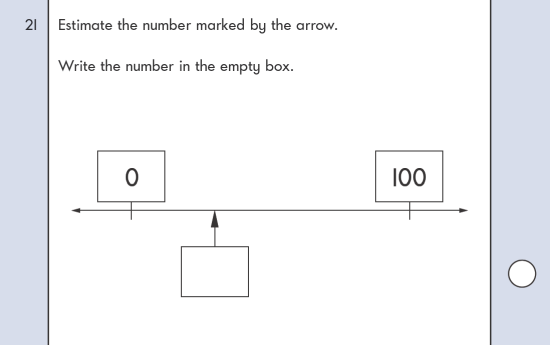 21 Estimate the number marked by the arrow.
Write the number in the empty box.
0 100